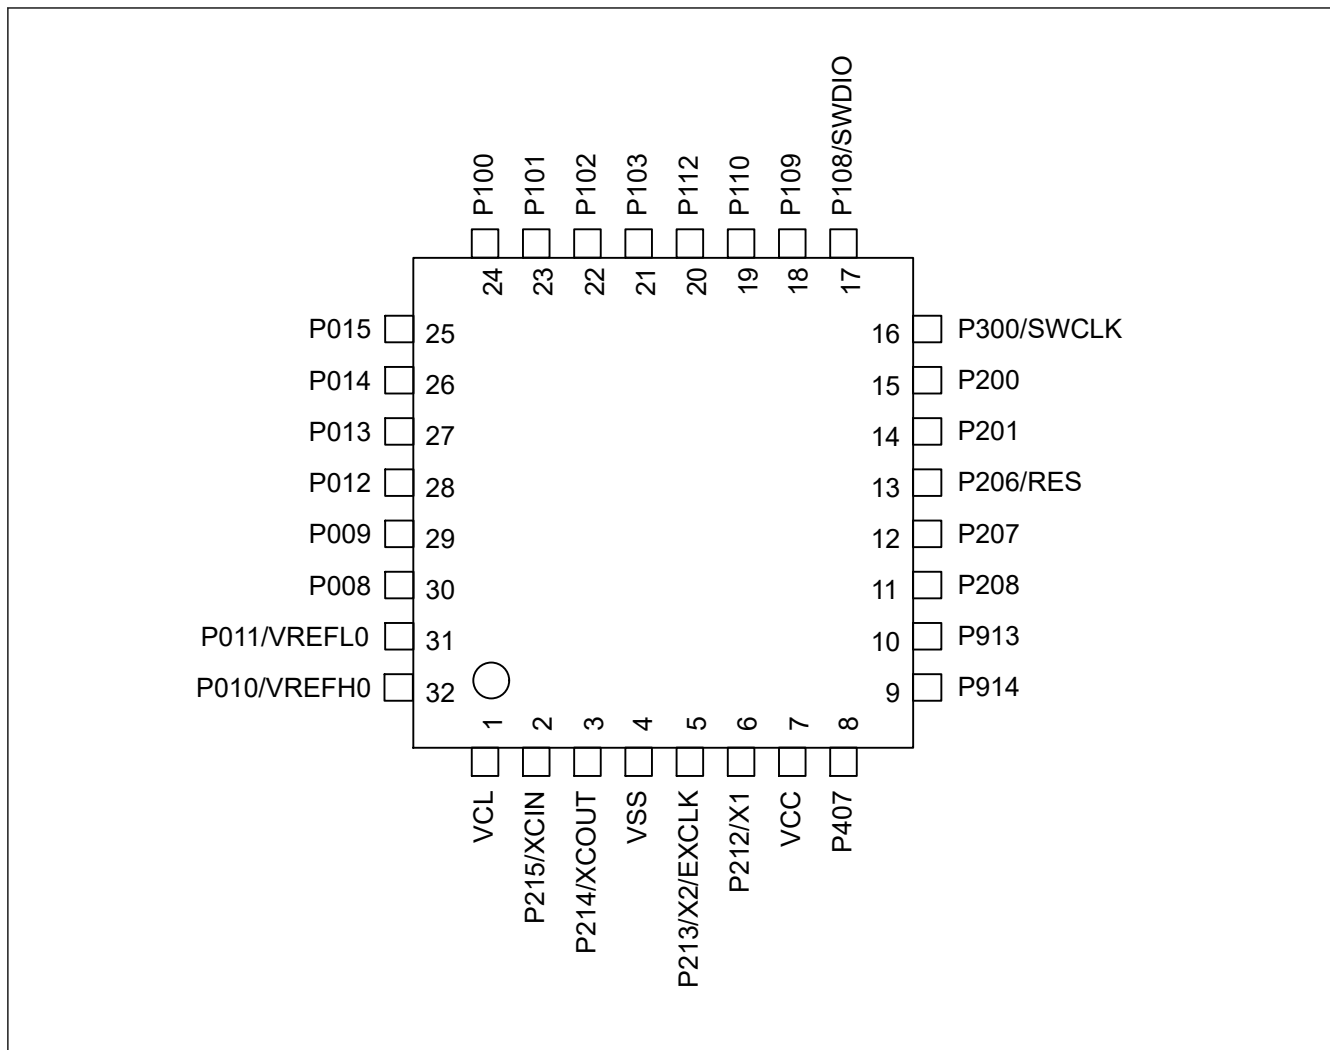 P100
P101
P102
P103
P112
P110
P109
P108/SWDIO
24
23
22
21
20
19
18
17
P015 25
P014 26
P013 27
P012 28
P009 29
P008 30
P011/VREFL0 31
P010/VREFH0 32
16 P300/SWCLK
15 P200
14 P201
13 P206/RES
12 P207
11 P208
10 P913
9 P914
1
2
3
4
5
6
7
8
VCL
P215/XCIN
P214/XCOUT
VSS
P213/X2/EXCLK
P212/X1
VCC
P407